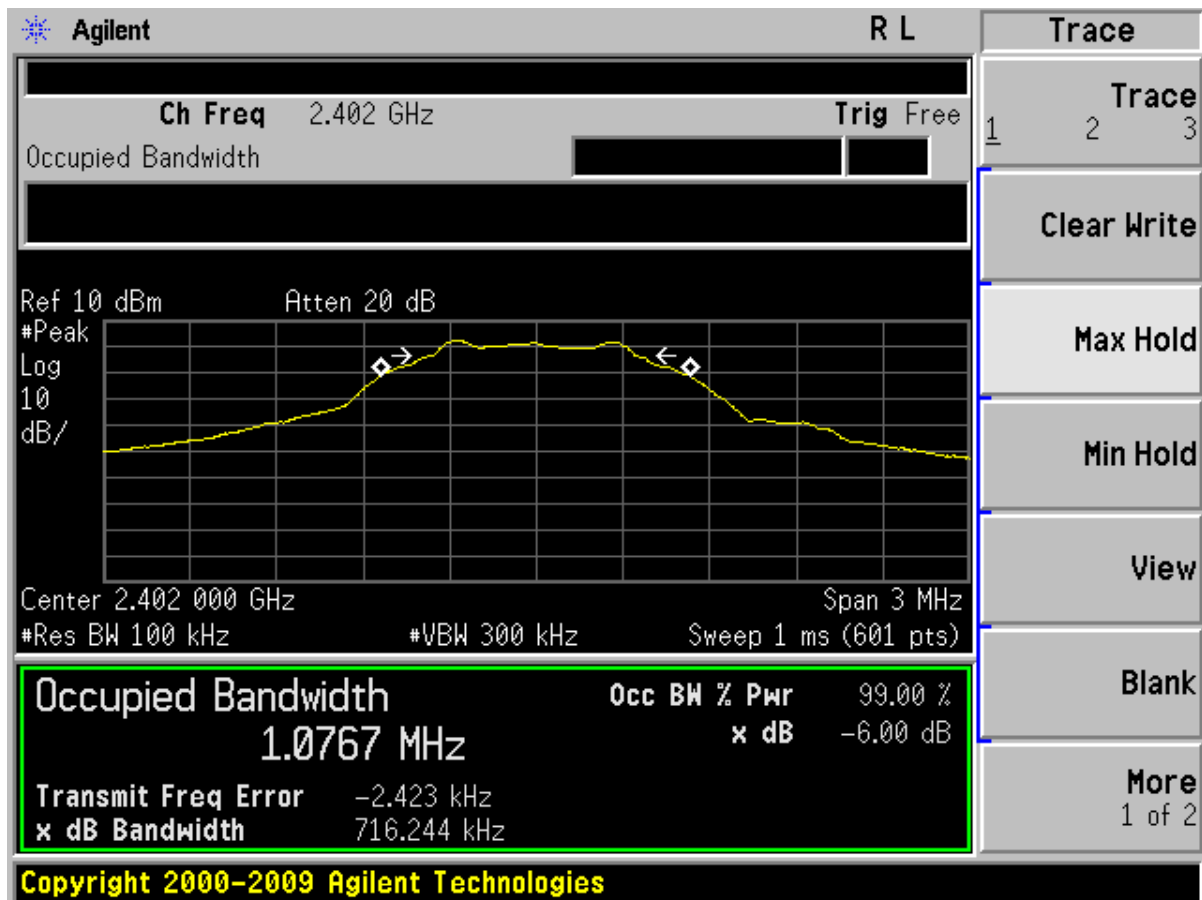 Agilent R L
Ch Freq 2.402 GHz Trig Free
Occupied Bandwidth
Ref 10 dBm Atten 20 dB
#Peak
Log
10
dB/
Center 2.402 000 GHz Span 3 MHz
#Res BW 100 kHz #VBW 300 kHz Sweep 1 ms (601 pts)
Occupied Bandwidth Occ BW % Pwr 99.00 %
1.0767 MHz x dB -6.00 dB
Transmit Freq Error -2.423 kHz
x dB Bandwidth 716.244 kHz
Copyright 2000-2009 Agilent Technologies
Trace
Trace
1 2 3
Clear Write
Max Hold
Min Hold
View
Blank
More
1 of 2